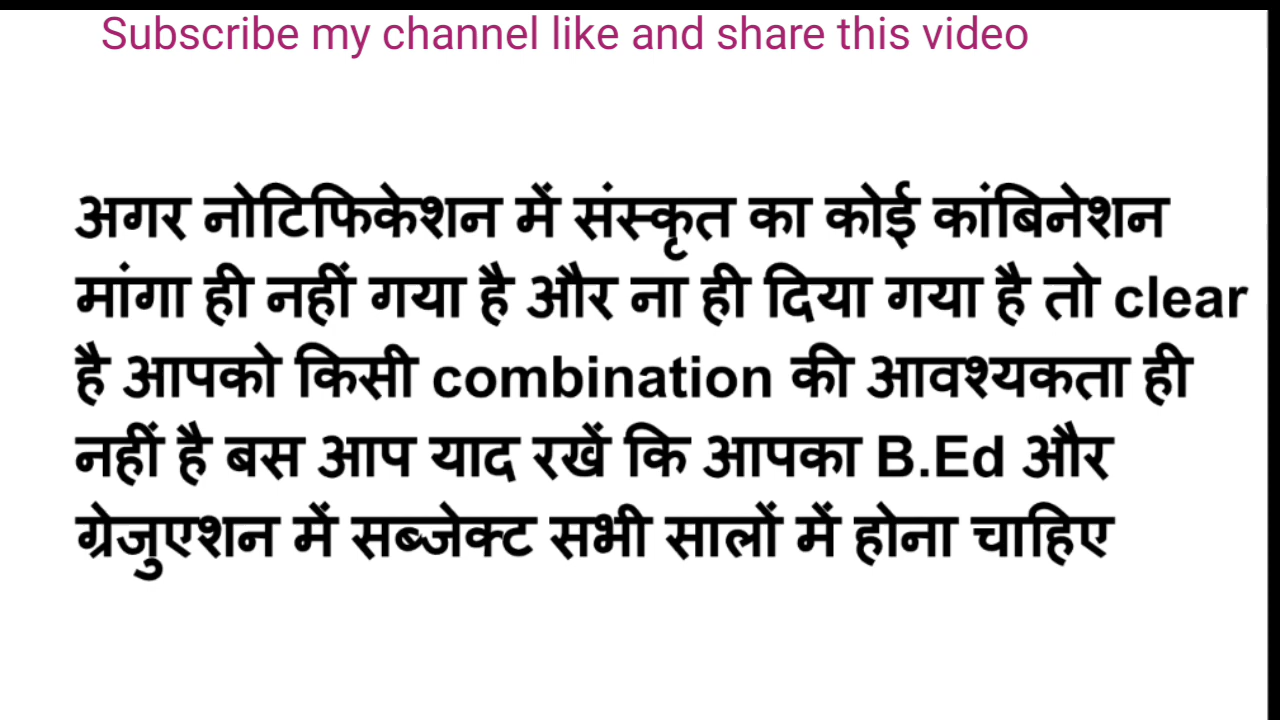 Subscribe my channel like and share this video
अगर नोटिफिकेशन में संस्कृत का कोई कांबिनेशन
मांगा ही नहीं गया है और ना ही दिया गया है तो clear
है आपको किसी combination की आवश्यकता ही
नहीं है बस आप याद रखें कि आपका B.Ed और
ग्रेजुएशन में सब्जेक्ट सभी सालों में होना चाहिए